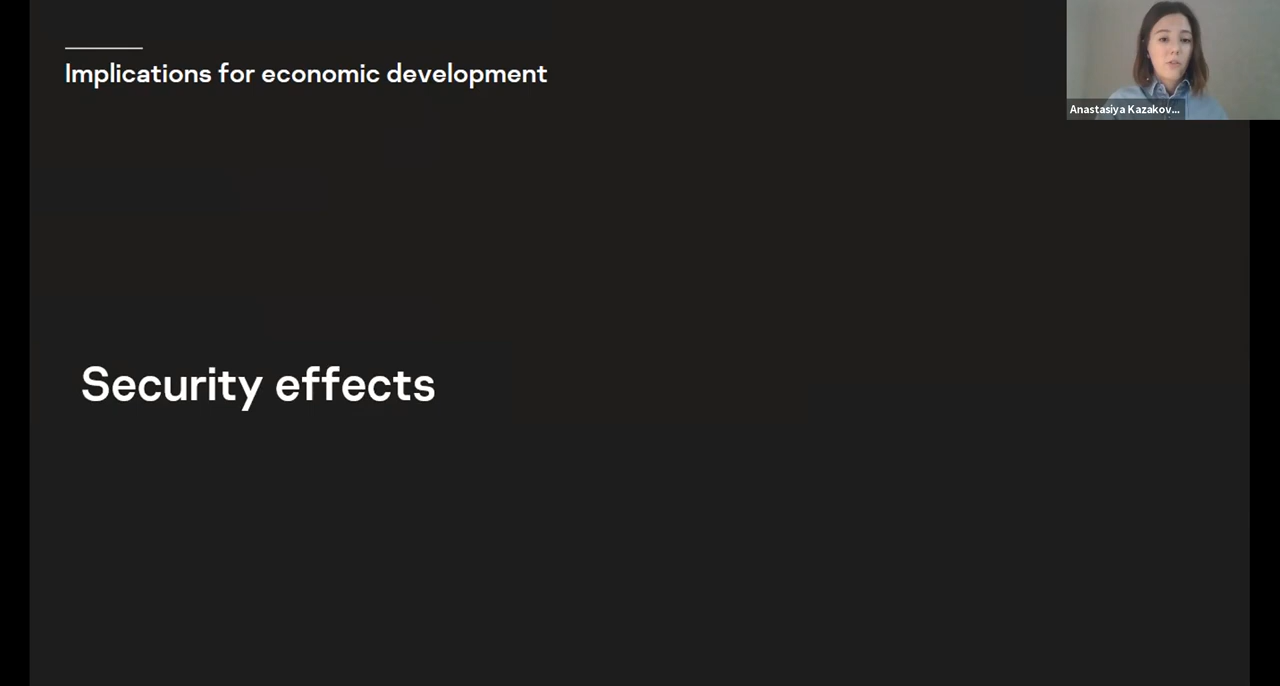 Implications for economic development
Anastasiya Kazakov...
Security effects